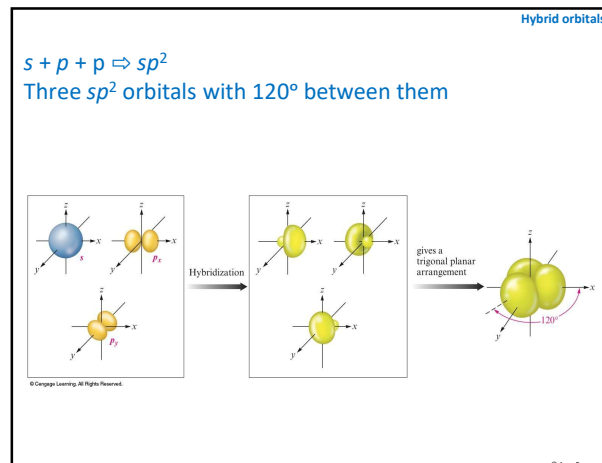 Hybrid orbitals
s + p + p ⇨ sp²
Three sp² orbitals with 120° between them
z
x
y
s
z
x
y
pₓ
z
x
y
p_y
Hybridization
z
x
y
z
x
y
z
x
y
gives a
trigonal planar
arrangement
z
x
y
120°
© Cengage Learning. All Rights Reserved.